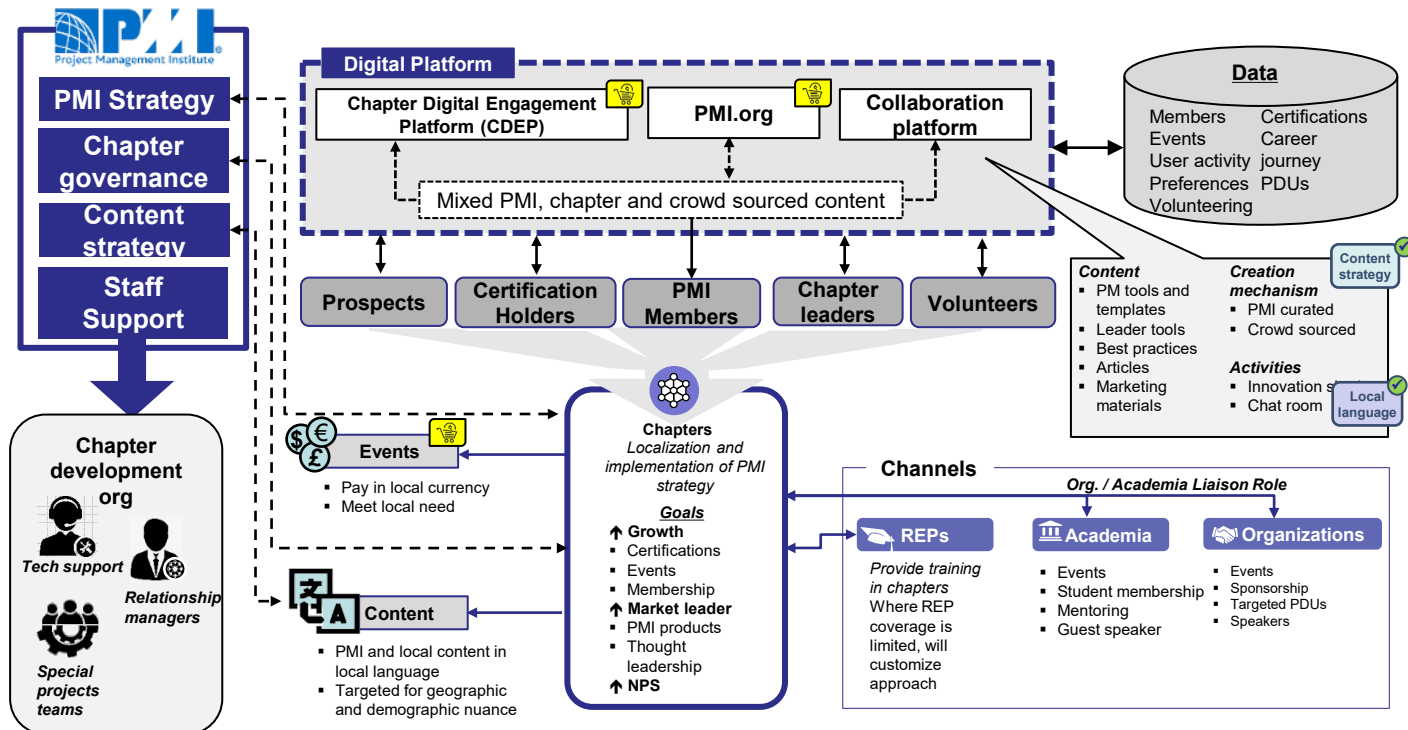 PMI
Project Management Institute
PMI Strategy
Chapter
governance
Content
strategy
Staff
Support
Chapter
development
org
Tech support
Relationship
managers
Special
projects
teams
Digital Platform
Chapter Digital Engagement
Platform (CDEP)
PMI.org
Collaboration
platform
Mixed PMI, chapter and crowd sourced content
Prospects
Certification
Holders
PMI
Members
Chapter
leaders
Volunteers
Data
Members
Events
User activity
Preferences
Volunteering
Certifications
Career
journey
PDUs
Content
▪ PM tools and
templates
▪ Leader tools
▪ Best practices
▪ Articles
▪ Marketing
materials
Creation
mechanism
▪ PMI curated
▪ Crowd sourced
Activities
▪ Innovation
▪ Chat room
Content
strategy
Local
language
$ € £
Events
▪ Pay in local currency
▪ Meet local need
文 A
Content
▪ PMI and local content in
local language
▪ Targeted for geographic
and demographic nuance
Chapters
Localization and
implementation of PMI
strategy
Goals
↑ Growth
▪ Certifications
▪ Events
▪ Membership
↑ Market leader
▪ PMI products
▪ Thought
leadership
↑ NPS
Channels
Org. / Academia Liaison Role
REPs
Provide training
in chapters
Where REP
coverage is
limited, will
customize
approach
Academia
▪ Events
▪ Student membership
▪ Mentoring
▪ Guest speaker
Organizations
▪ Events
▪ Sponsorship
▪ Targeted PDUs
▪ Speakers